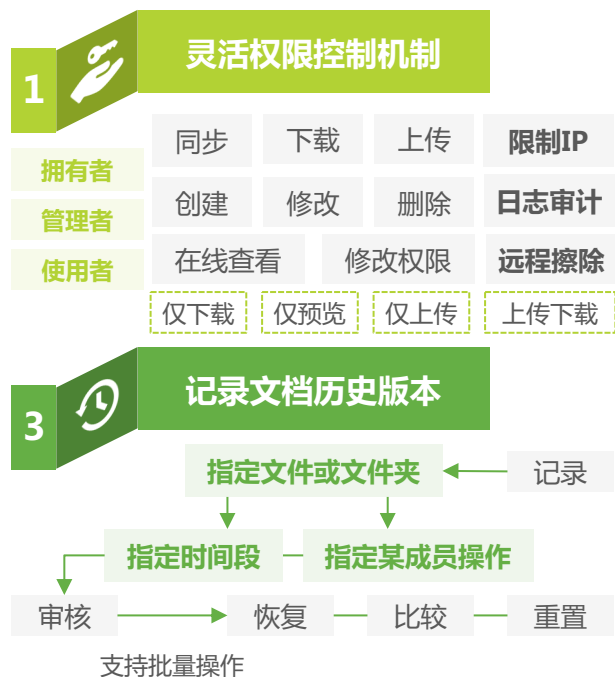 1
灵活权限控制机制
拥有者
管理者
使用者
同步 下载 上传 限制IP
创建 修改 删除 日志审计
在线查看 修改权限 远程擦除
仅下载 仅预览 仅上传 上传下载
3
记录文档历史版本
指定文件或文件夹 记录
指定时间段 指定某成员操作
审核 恢复 比较 重置
支持批量操作